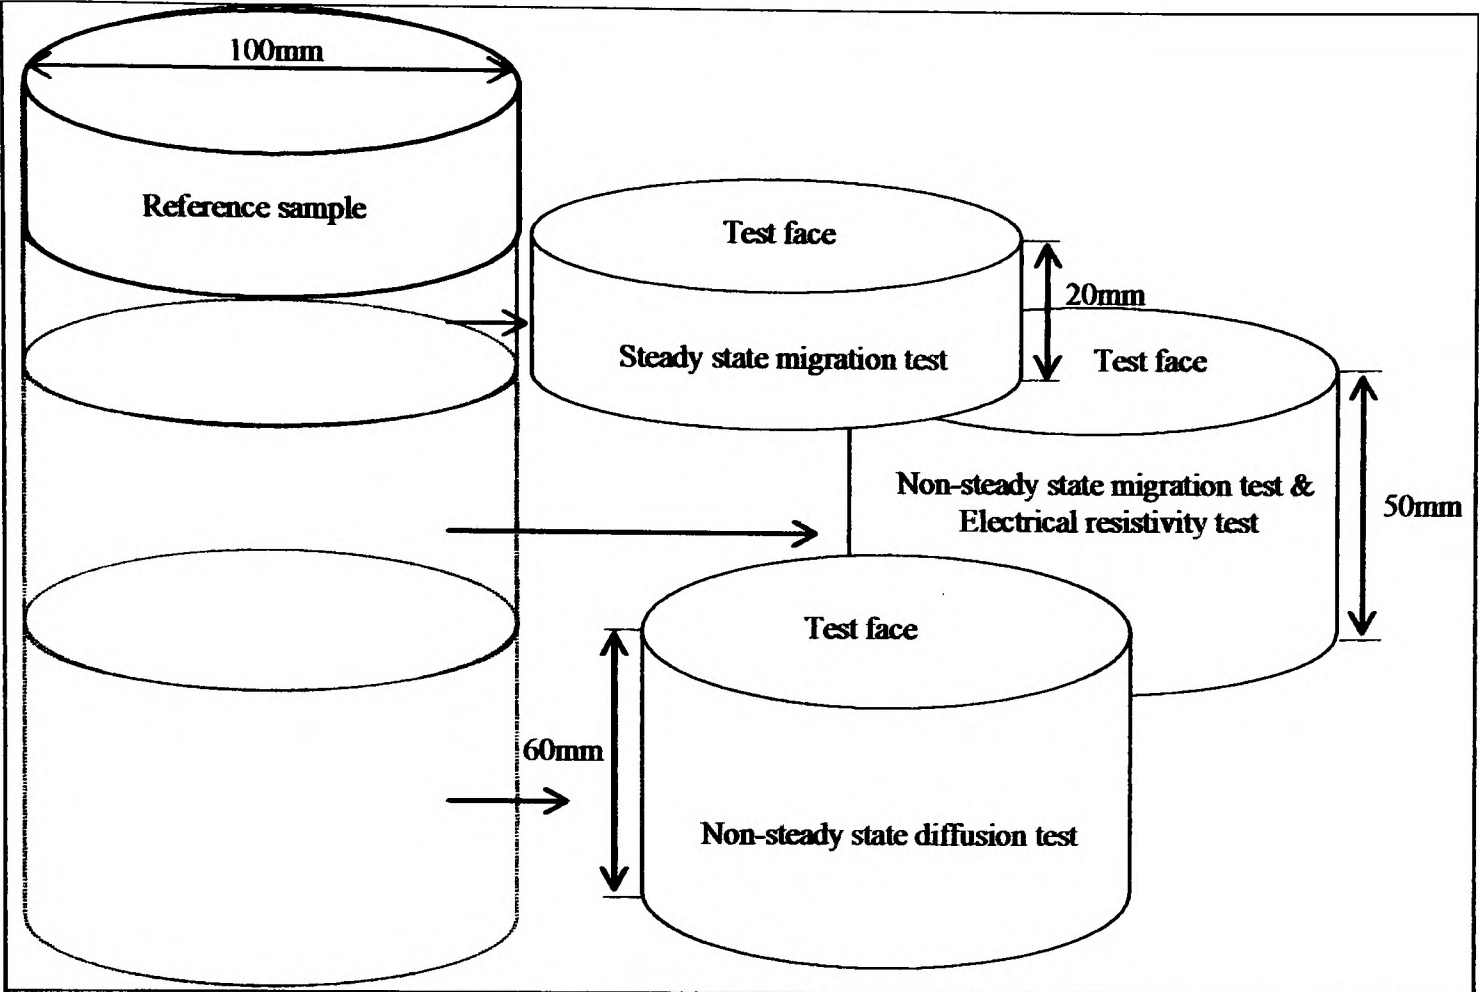 100mm
Reference sample
Test face
20mm
Steady state migration test
Test face
Non-steady state migration test &
Electrical resistivity test
50mm
Test face
60mm
Non-steady state diffusion test